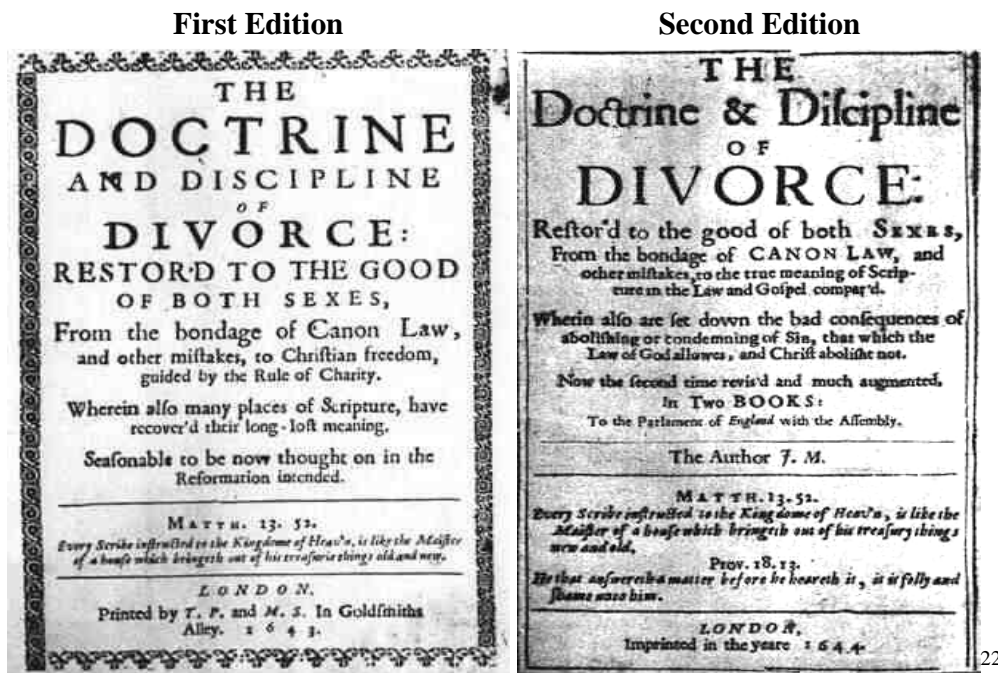 First Edition
THE
DOCTRINE
AND DISCIPLINE
OF
DIVORCE:
RESTOR'D TO THE GOOD
OF BOTH SEXES,
From the bondage of Canon Law,
and other miſtakes, to Chriſtian freedom,
guided by the Rule of Charity.
Wherein alſo many places of Scripture, have
recover'd their long-loſt meaning.
Seaſonable to be now thought on in the
Reformation intended.
MATTH. 13. 52.
Every Scribe inſtructed to the Kingdome of Heav'n, is like the Maiſter
of a houſe which bringeth out of his treaſurie things old and new.
LONDON,
Printed by T. P. and M. S. In Goldſmiths
Alley. 1643.
Second Edition
THE
Doctrine & Diſcipline
OF
DIVORCE:
Reſtor'd to the good of both SEXES,
From the bondage of CANON LAW, and
other miſtakes, to the true meaning of Scrip-
ture in the Law and Goſpel compar'd.
Wherein alſo are ſet down the bad conſequences of
aboliſhing or condemning of Sin, that which the
Law of God allowes, and Chriſt aboliſht not.
Now the ſecond time revis'd and much augmented,
In Two BOOKS:
To the Parlament of England with the Aſſembly.
The Author J. M.
MATTH. 13. 52.
Every Scribe inſtructed to the Kingdome of Heav'n, is like the
Maiſter of a houſe which bringeth out of his treaſury things
new and old.
Prov. 18. 13.
He that anſwereth a matter before he heareth it, it is folly and
ſhame unto him.
LONDON,
Imprinted in the yeare 1644.
22